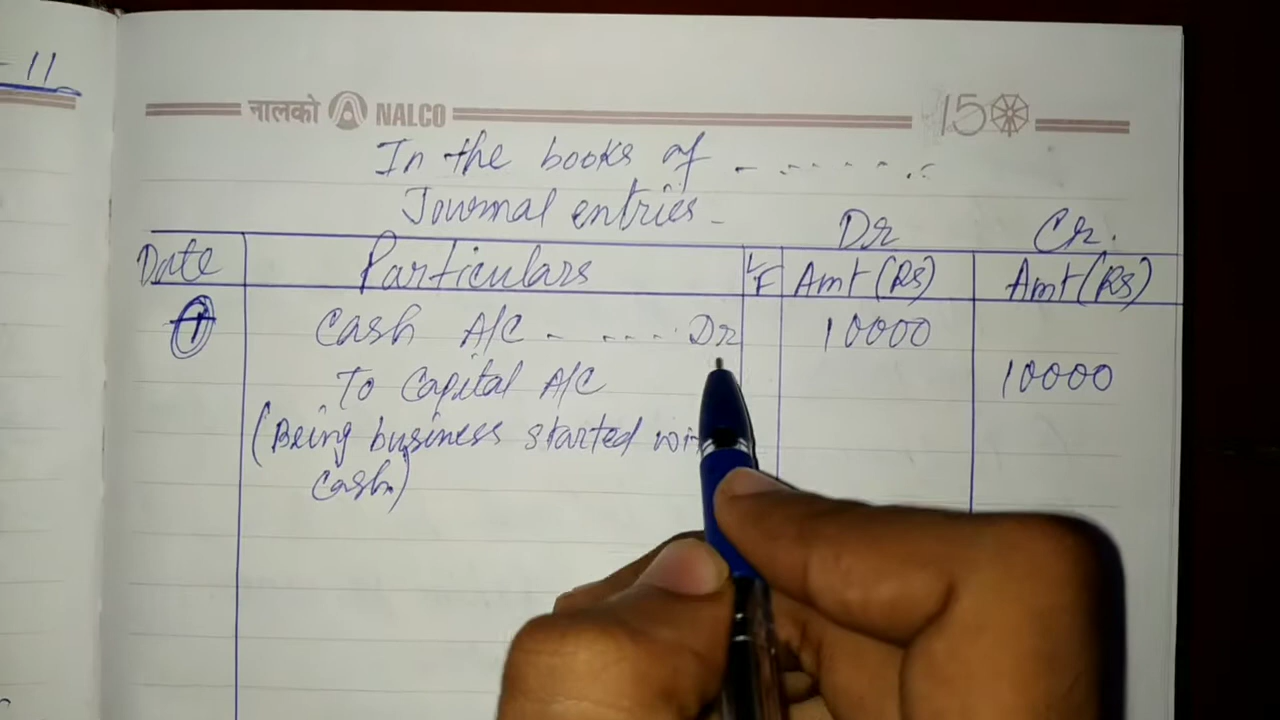 -11
नालको NALCO 150
In the books of - - - - - - -
Journal entries -
Dr Cr.
Date Particulars LF Amt (Rs) Amt (Rs)
1 Cash A/C - .... Dr 10000
To Capital A/C 10000
(Being business started
cash)